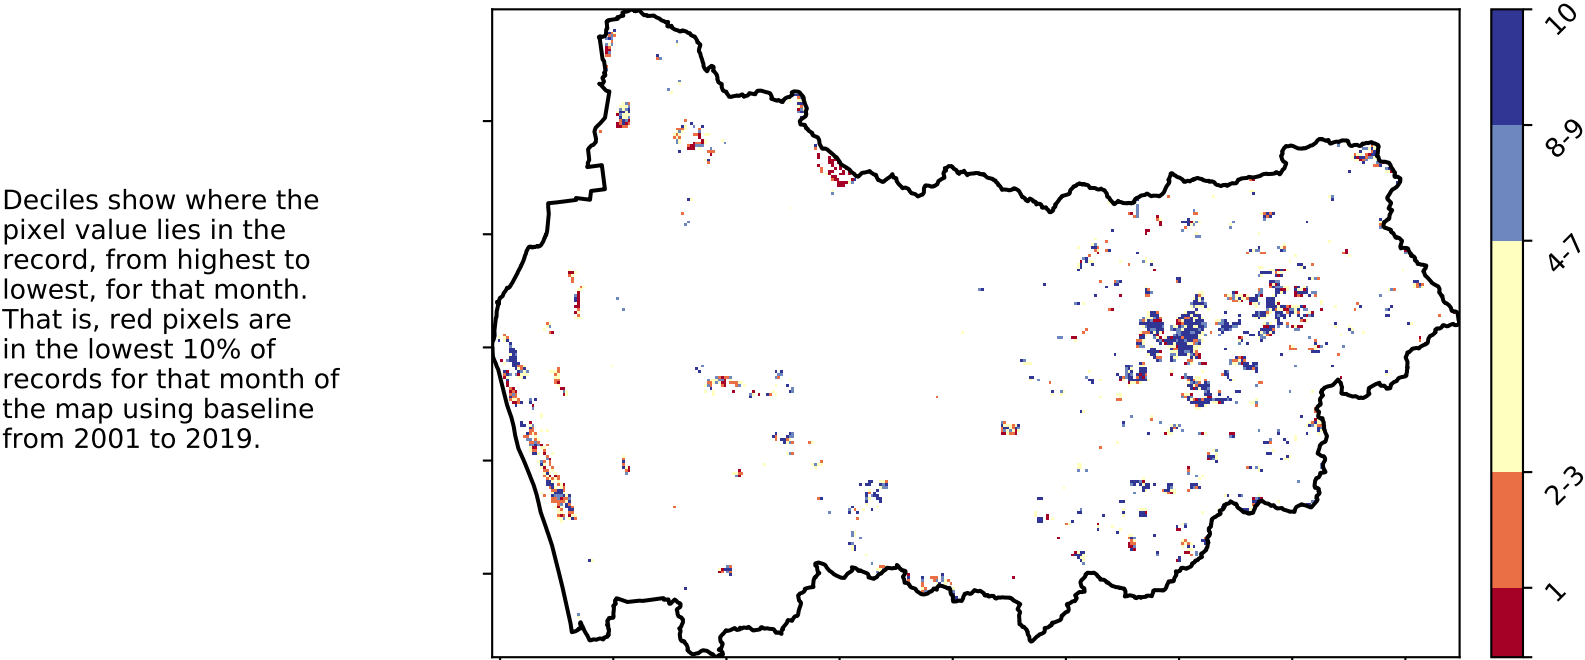 Deciles show where the
pixel value lies in the
record, from highest to
lowest, for that month.
That is, red pixels are
in the lowest 10% of
records for that month of
the map using baseline
from 2001 to 2019.
10
8-9
4-7
2-3
1